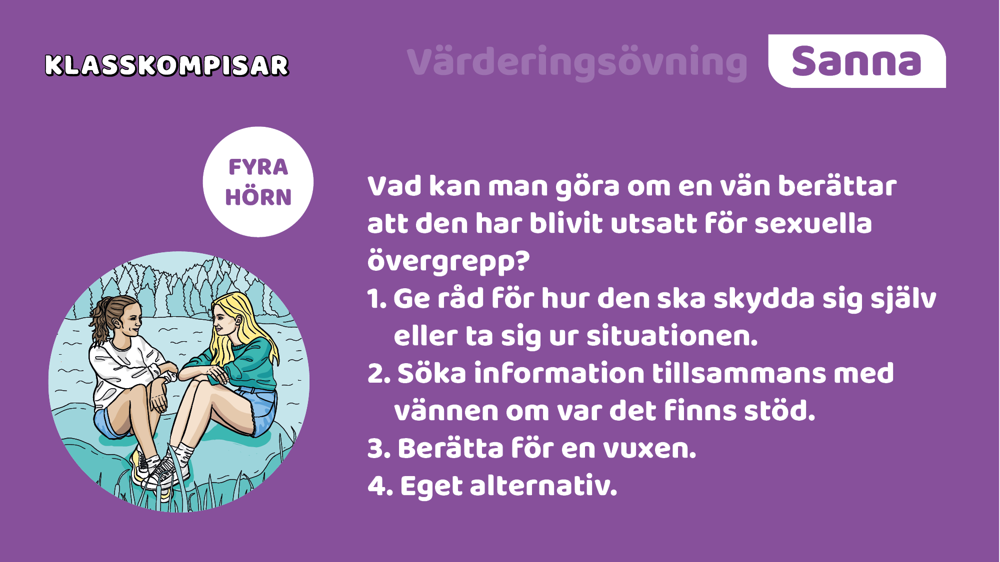 KLASSKOMPISAR
Värderingsövning
Sanna
FYRA
HÖRN
Vad kan man göra om en vän berättar
att den har blivit utsatt för sexuella
övergrepp?
1. Ge råd för hur den ska skydda sig själv
eller ta sig ur situationen.
2. Söka information tillsammans med
vännen om var det finns stöd.
3. Berätta för en vuxen.
4. Eget alternativ.